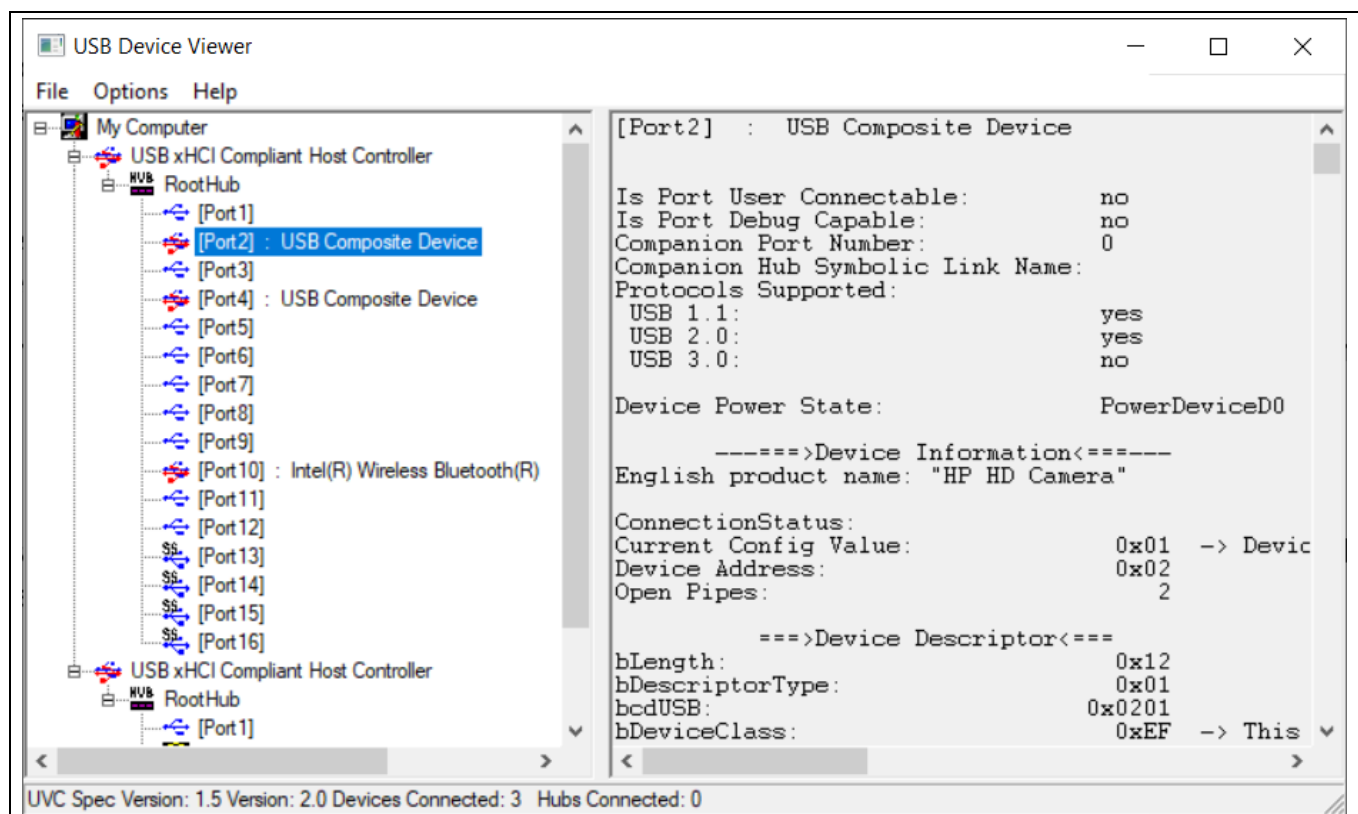 USB Device Viewer
File Options Help
My Computer
USB xHCI Compliant Host Controller
HUB RootHub
[Port1]
[Port2] : USB Composite Device
[Port3]
[Port4] : USB Composite Device
[Port5]
[Port6]
[Port7]
[Port8]
[Port9]
[Port10] : Intel(R) Wireless Bluetooth(R)
[Port11]
[Port12]
SS [Port13]
SS [Port14]
SS [Port15]
SS [Port16]
USB xHCI Compliant Host Controller
HUB RootHub
[Port1]
[Port2] : USB Composite Device
Is Port User Connectable: no
Is Port Debug Capable: no
Companion Port Number: 0
Companion Hub Symbolic Link Name:
Protocols Supported:
USB 1.1: yes
USB 2.0: yes
USB 3.0: no
Device Power State: PowerDeviceD0
---===>Device Information<===---
English product name: "HP HD Camera"
ConnectionStatus:
Current Config Value: 0x01 -> Devic
Device Address: 0x02
Open Pipes: 2
===>Device Descriptor<===
bLength: 0x12
bDescriptorType: 0x01
bcdUSB: 0x0201
bDeviceClass: 0xEF -> This
UVC Spec Version: 1.5 Version: 2.0 Devices Connected: 3 Hubs Connected: 0